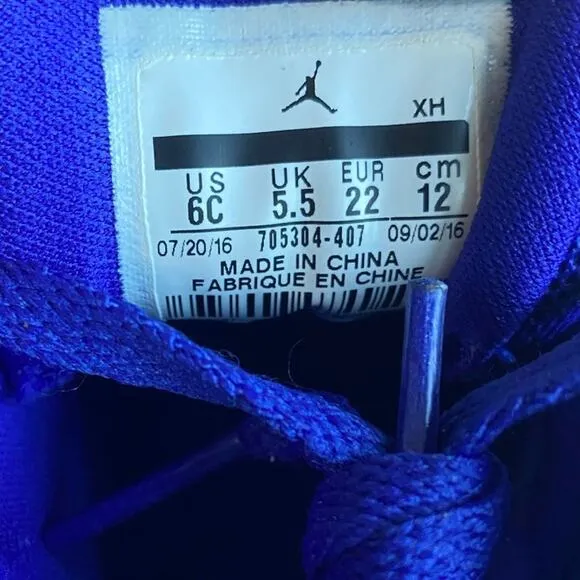 XH
US UK EUR cm
6C 5.5 22 12
07/20/16 705304-407 09/02/16
MADE IN CHINA
FABRIQUE EN CHINE